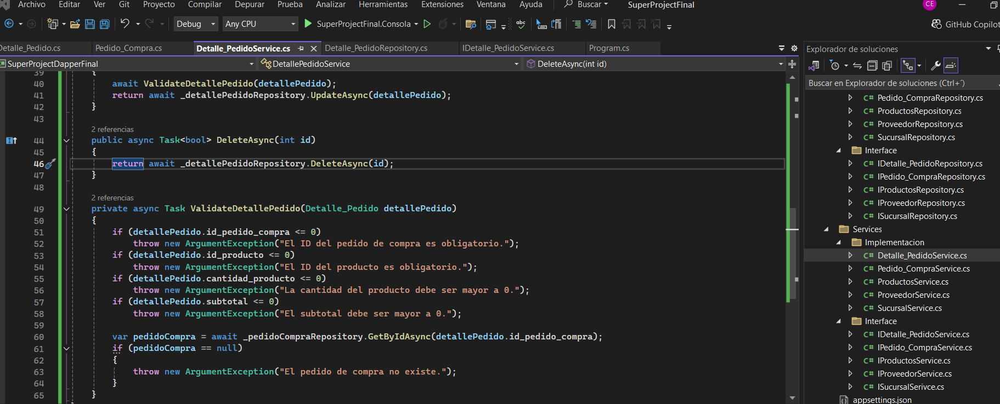 Archivo Editar Ver Git Proyecto Compilar Depurar Prueba Analizar Herramientas Extensiones Ventana Ayuda Buscar SuperProjectFinal CE
Debug Any CPU SuperProjectFinal.Consola abc GitHub Copilot
Detalle_Pedido.cs Pedido_Compra.cs Detalle_PedidoService.cs Detalle_PedidoRepository.cs IDetalle_PedidoService.cs Program.cs
SuperProjectDapperFinal DetallePedidoService DeleteAsync(int id)
39 {
40 await ValidateDetallePedido(detallePedido);
41 return await _detallePedidoRepository.UpdateAsync(detallePedido);
42 }
43
2 referencias
44 public async Task<bool> DeleteAsync(int id)
45 {
46 return await _detallePedidoRepository.DeleteAsync(id);
47 }
48
2 referencias
49 private async Task ValidateDetallePedido(Detalle_Pedido detallePedido)
50 {
51 if (detallePedido.id_pedido_compra <= 0)
52 throw new ArgumentException("El ID del pedido de compra es obligatorio.");
53 if (detallePedido.id_producto <= 0)
54 throw new ArgumentException("El ID del producto es obligatorio.");
55 if (detallePedido.cantidad_producto <= 0)
56 throw new ArgumentException("La cantidad del producto debe ser mayor a 0.");
57 if (detallePedido.subtotal <= 0)
58 throw new ArgumentException("El subtotal debe ser mayor a 0.");
59
60 var pedidoCompra = await _pedidoCompraRepository.GetByIdAsync(detallePedido.id_pedido_compra);
61 if (pedidoCompra == null)
62 {
63 throw new ArgumentException("El pedido de compra no existe.");
64 }
65 }
Explorador de soluciones
Buscar en Explorador de soluciones (Ctrl+´)
C# Pedido_CompraRepository.cs
C# ProductosRepository.cs
C# ProveedorRepository.cs
C# SucursalRepository.cs
Interface
C# IDetalle_PedidoRepository.cs
C# IPedido_CompraRepository.cs
C# IProductosRepository.cs
C# IProveedorRepository.cs
C# ISucursalRepository.cs
Services
Implementacion
C# Detalle_PedidoService.cs
C# Pedido_CompraService.cs
C# ProductosService.cs
C# ProveedorService.cs
C# SucursalService.cs
Interface
C# IDetalle_PedidoService.cs
C# IPedido_CompraService.cs
C# IProductosService.cs
C# IProveedorService.cs
C# ISucursalSerivce.cs
appsettings.json